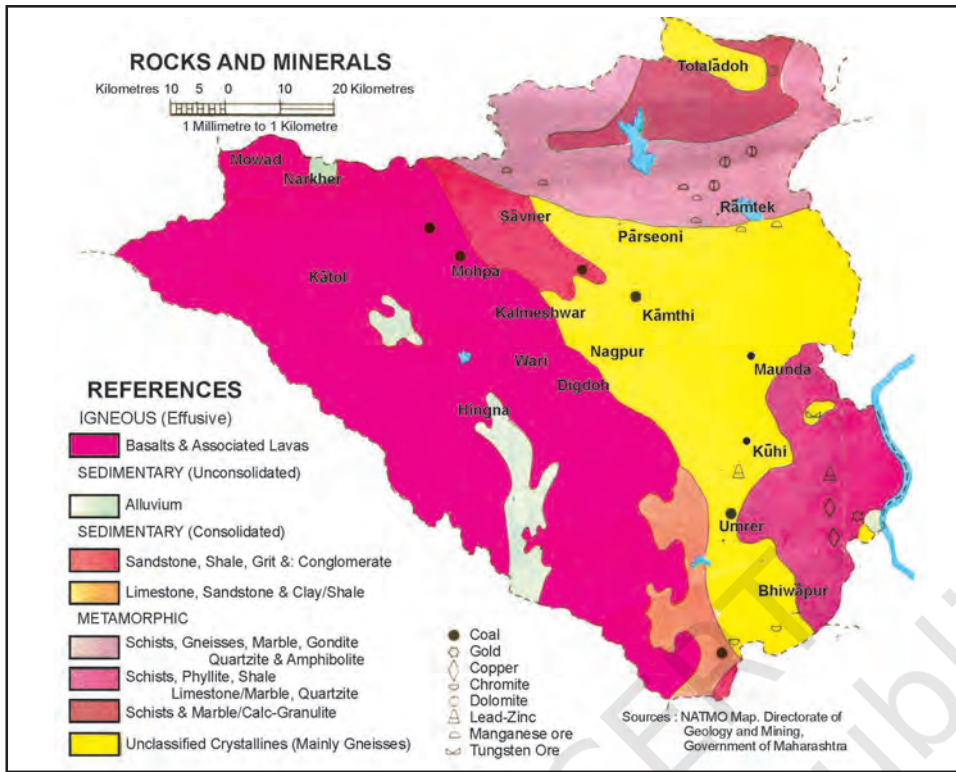 ROCKS AND MINERALS
Kilometres 10 5 0 10 20 Kilometres
1 Millimetre to 1 Kilometre
Totalādoh
Mowad
Narkher
Rāmtek
Sāvner
Pārseoni
Kātol
Mohpa
Kalmeshwar
Kāmthi
Nagpur
Wari
Maunda
Digdoh
Hingna
Kūhi
Umrer
Bhiwāpur
REFERENCES
IGNEOUS (Effusive)
Basalts & Associated Lavas
SEDIMENTARY (Unconsolidated)
Alluvium
SEDIMENTARY (Consolidated)
Sandstone, Shale, Grit &: Conglomerate
Limestone, Sandstone & Clay/Shale
METAMORPHIC
Schists, Gneisses, Marble, Gondite
Quartzite & Amphibolite
Schists, Phyllite, Shale
Limestone/Marble, Quartzite
Schists & Marble/Calc-Granulite
Unclassified Crystallines (Mainly Gneisses)
Coal
Gold
Copper
Chromite
Dolomite
Lead-Zinc
Manganese ore
Tungsten Ore
Sources : NATMO Map. Directorate of
Geology and Mining,
Government of Maharashtra